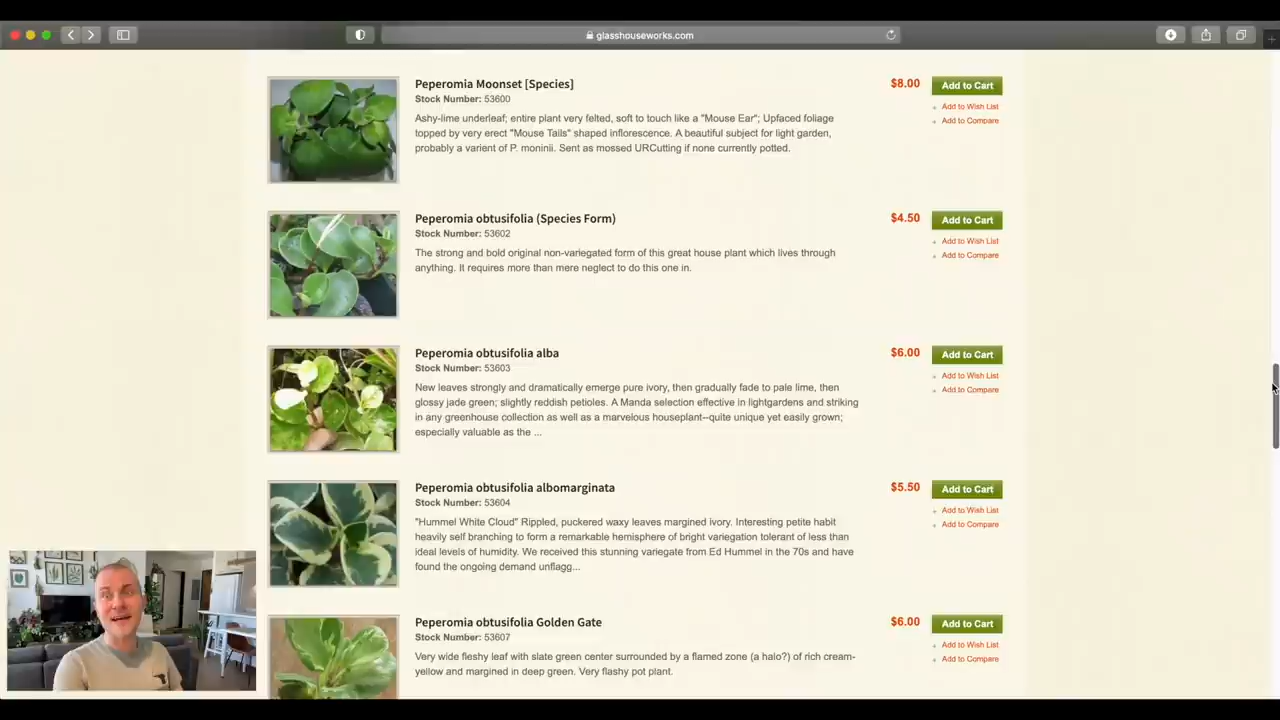 glasshouseworks.com
Peperomia Moonset [Species]
$8.00
Add to Cart
Stock Number: 53600
Add to Wish List
Ashy-lime underleaf; entire plant very felted, soft to touch like a "Mouse Ear"; Upfaced foliage
Add to Compare
topped by very erect "Mouse Tails" shaped inflorescence. A beautiful subject for light garden,
probably a varient of P. moninii. Sent as mossed URCutting if none currently potted.
Peperomia obtusifolia (Species Form)
$4.50
Add to Cart
Stock Number: 53602
Add to Wish List
The strong and bold original non-variegated form of this great house plant which lives through
Add to Compare
anything. It requires more than mere neglect to do this one in.
Peperomia obtusifolia alba
$6.00
Add to Cart
Stock Number: 53603
Add to Wish List
New leaves strongly and dramatically emerge pure ivory, then gradually fade to pale lime, then
Add to Compare
glossy jade green; slightly reddish petioles. A Manda selection effective in lightgardens and striking
in any greenhouse collection as well as a marvelous houseplant--quite unique yet easily grown;
especially valuable as the ...
Peperomia obtusifolia albomarginata
$5.50
Add to Cart
Stock Number: 53604
Add to Wish List
"Hummel White Cloud" Rippled, puckered waxy leaves margined ivory. Interesting petite habit
Add to Compare
heavily self branching to form a remarkable hemisphere of bright variegation tolerant of less than
ideal levels of humidity. We received this stunning variegate from Ed Hummel in the 70s and have
found the ongoing demand unflagg...
Peperomia obtusifolia Golden Gate
$6.00
Add to Cart
Stock Number: 53607
Add to Wish List
Very wide fleshy leaf with slate green center surrounded by a flamed zone (a halo?) of rich cream-
Add to Compare
yellow and margined in deep green. Very flashy pot plant.